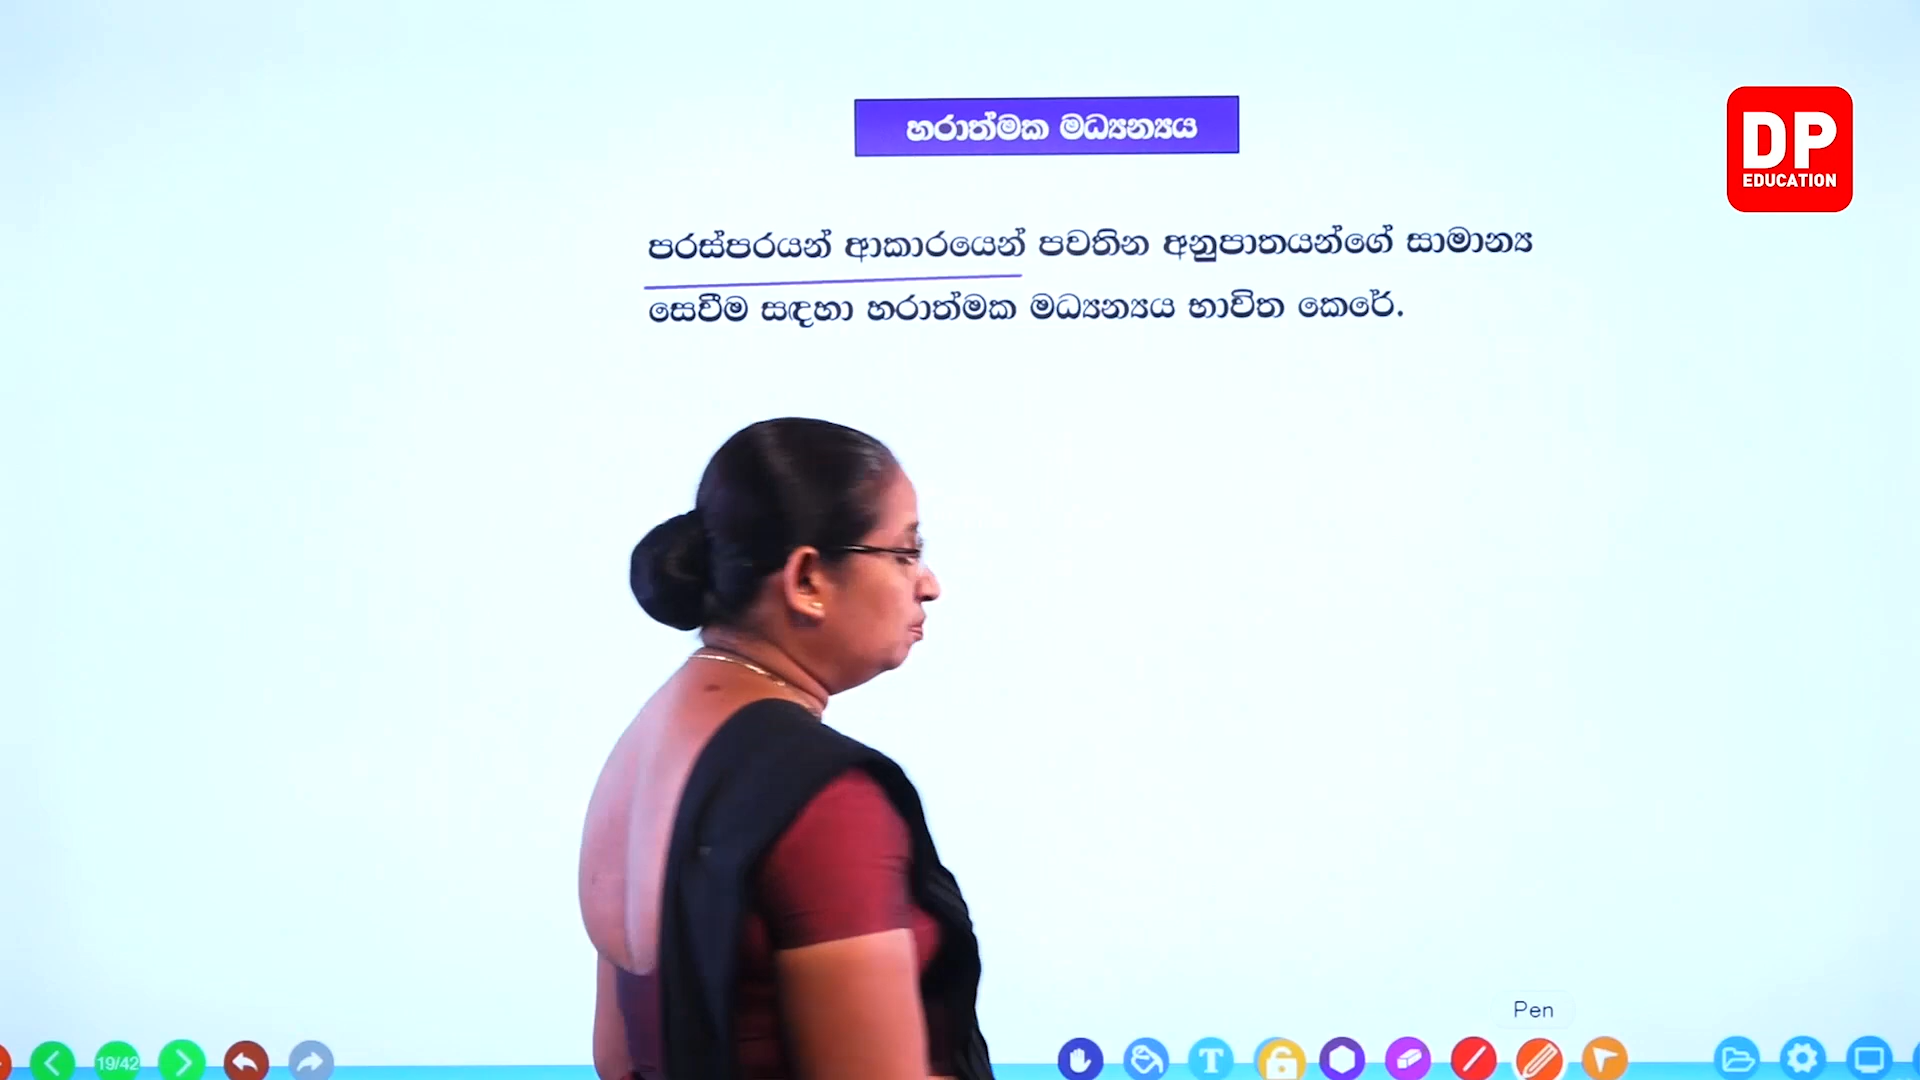 හරාත්මක මධ්‍යන්‍යය
DP
EDUCATION
පරස්පරයන් ආකාරයෙන් පවතින අනුපාතයන්ගේ සාමාන්‍ය
සෙවීම සඳහා හරාත්මක මධ්‍යන්‍යය භාවිත කෙරේ.
Pen
19/42
T